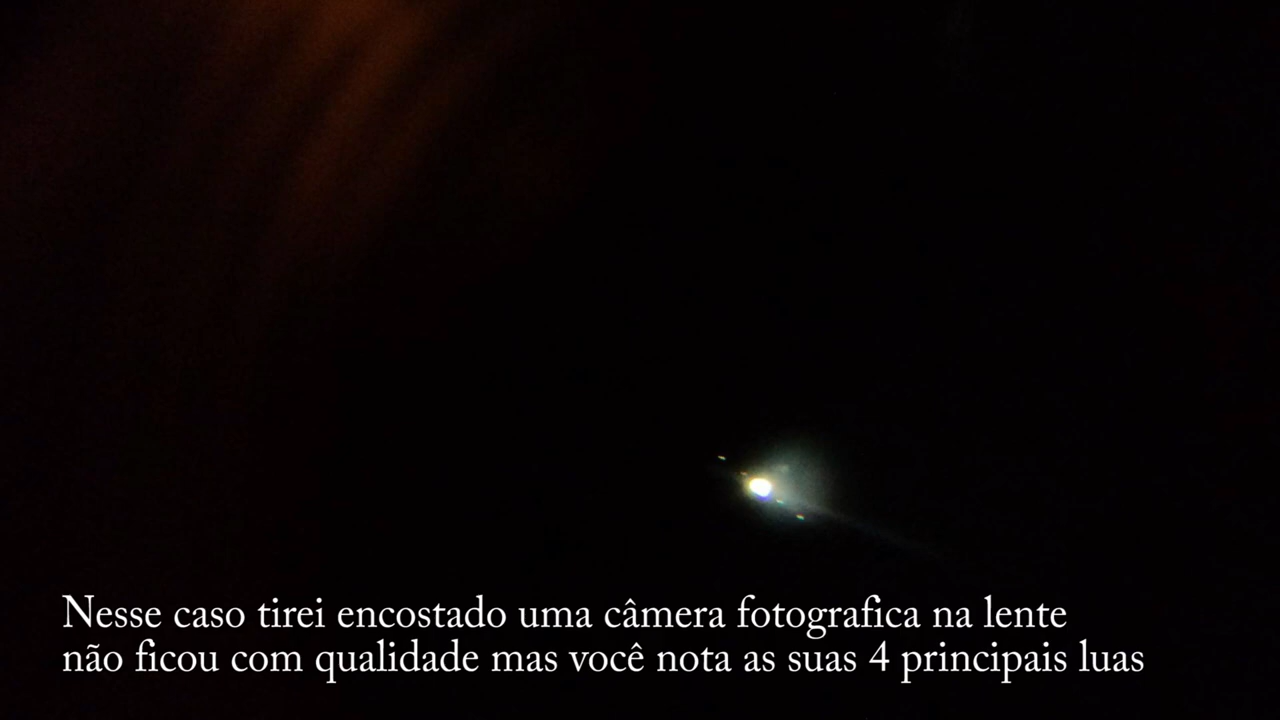 Nesse caso tirei encostado uma câmera fotografica na lente
não ficou com qualidade mas você nota as suas 4 principais luas